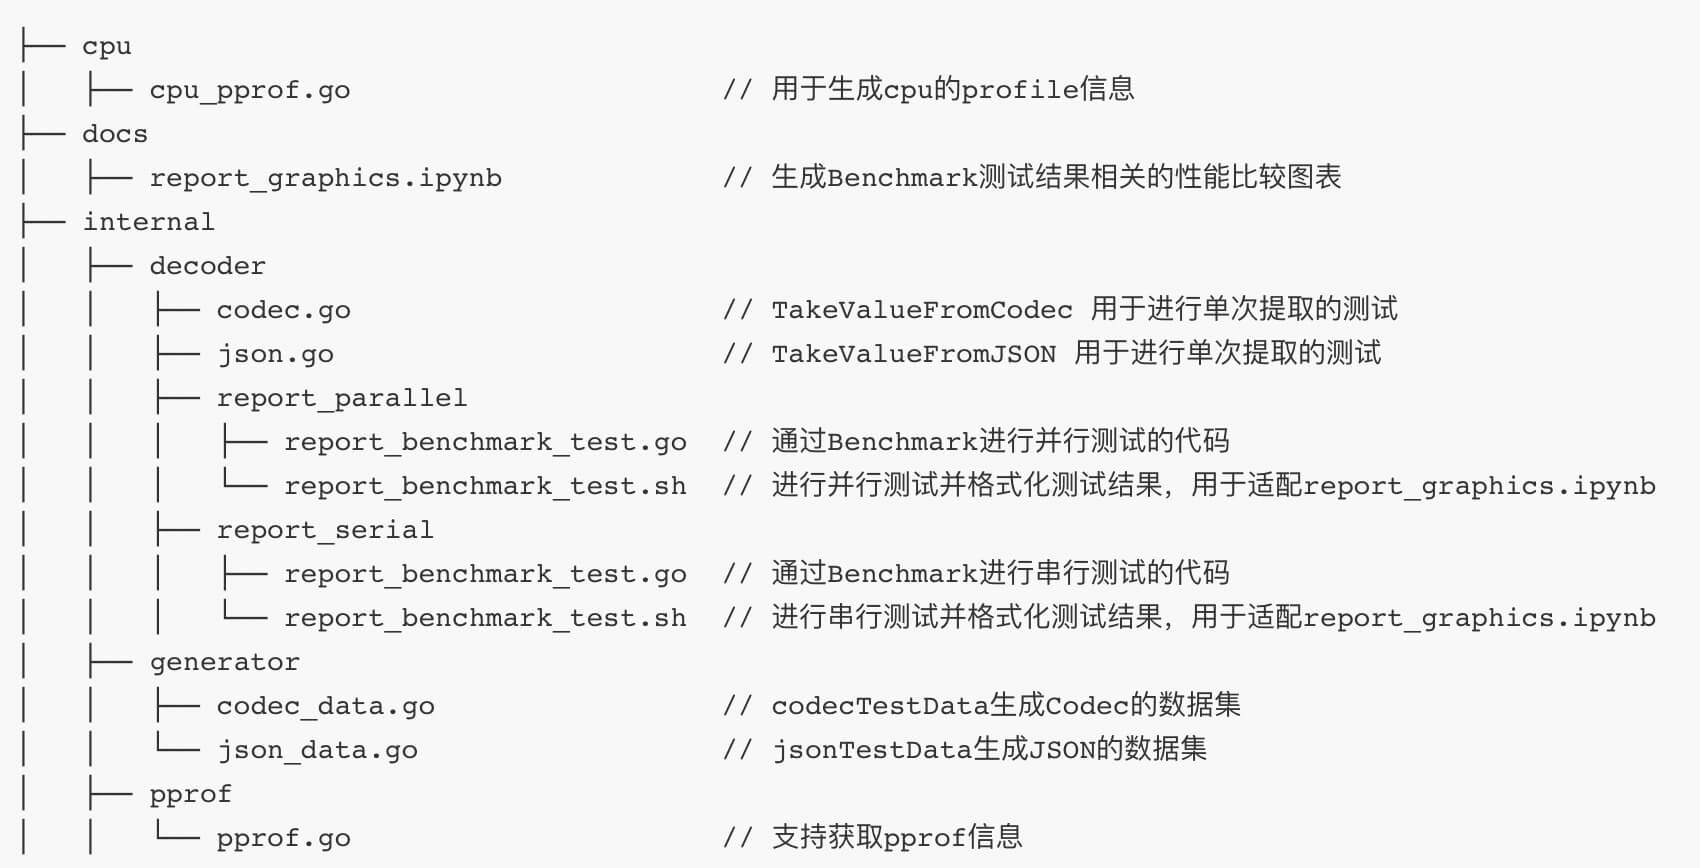 ├── cpu
│   ├── cpu_pprof.go                      // 用于生成cpu的profile信息
├── docs
│   ├── report_graphics.ipynb             // 生成Benchmark测试结果相关的性能比较图表
├── internal
│   ├── decoder
│   │   ├── codec.go                      // TakeValueFromCodec 用于进行单次提取的测试
│   │   ├── json.go                       // TakeValueFromJSON 用于进行单次提取的测试
│   │   ├── report_parallel
│   │   │   ├── report_benchmark_test.go  // 通过Benchmark进行并行测试的代码
│   │   │   └── report_benchmark_test.sh  // 进行并行测试并格式化测试结果，用于适配report_graphics.ipynb
│   │   ├── report_serial
│   │   │   ├── report_benchmark_test.go  // 通过Benchmark进行串行测试的代码
│   │   │   └── report_benchmark_test.sh  // 进行串行测试并格式化测试结果，用于适配report_graphics.ipynb
│   ├── generator
│   │   ├── codec_data.go                 // codecTestData生成Codec的数据集
│   │   └── json_data.go                  // jsonTestData生成JSON的数据集
│   ├── pprof
│   │   └── pprof.go                      // 支持获取pprof信息